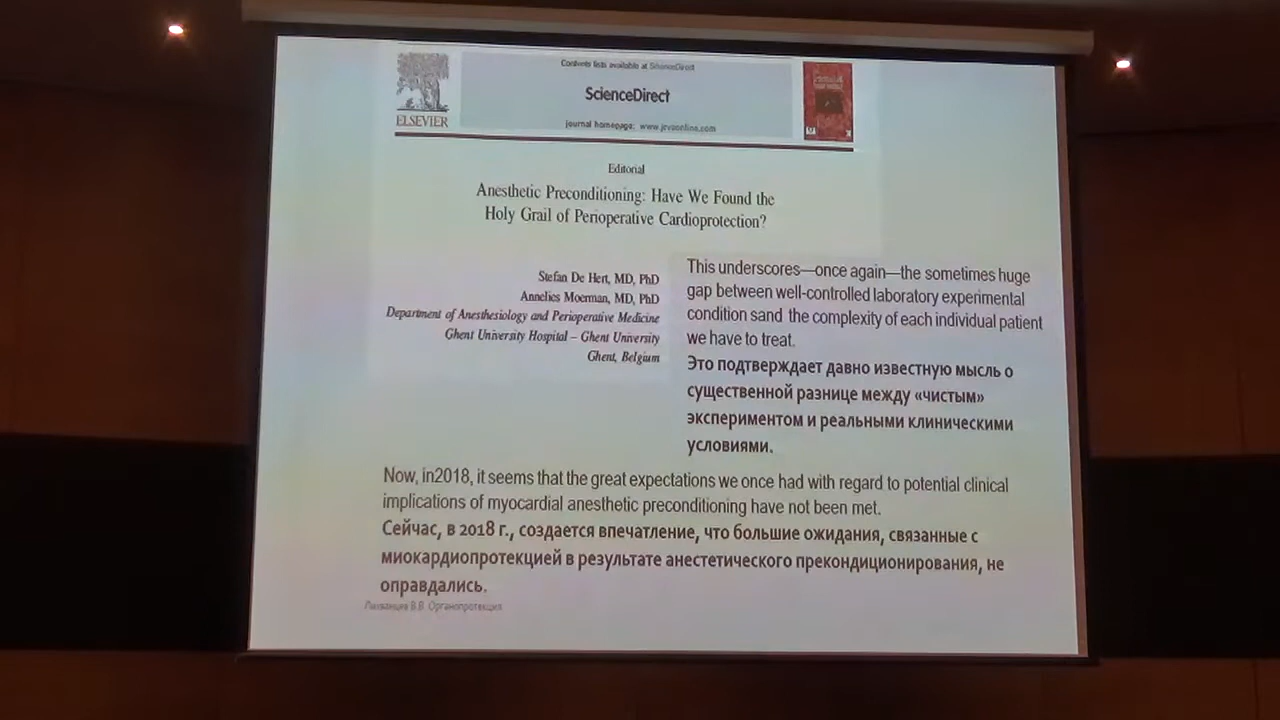 Contents lists available at ScienceDirect
ScienceDirect
journal homepage: www.jcvaonline.com
ELSEVIER
Editorial
Anesthetic Preconditioning: Have We Found the
Holy Grail of Perioperative Cardioprotection?
Stefan De Hert, MD, PhD
Annelies Moerman, MD, PhD
Department of Anesthesiology and Perioperative Medicine
Ghent University Hospital – Ghent University
Ghent, Belgium
This underscores—once again—the sometimes huge
gap between well-controlled laboratory experimental
condition sand the complexity of each individual patient
we have to treat.
Это подтверждает давно известную мысль о
существенной разнице между «чистым»
экспериментом и реальными клиническими
условиями.
Now, in2018, it seems that the great expectations we once had with regard to potential clinical
implications of myocardial anesthetic preconditioning have not been met.
Сейчас, в 2018 г., создается впечатление, что большие ожидания, связанные с
миокардиопротекцией в результате анестетического прекондиционирования, не
оправдались.
Лихванцев В.В. Органопротекция